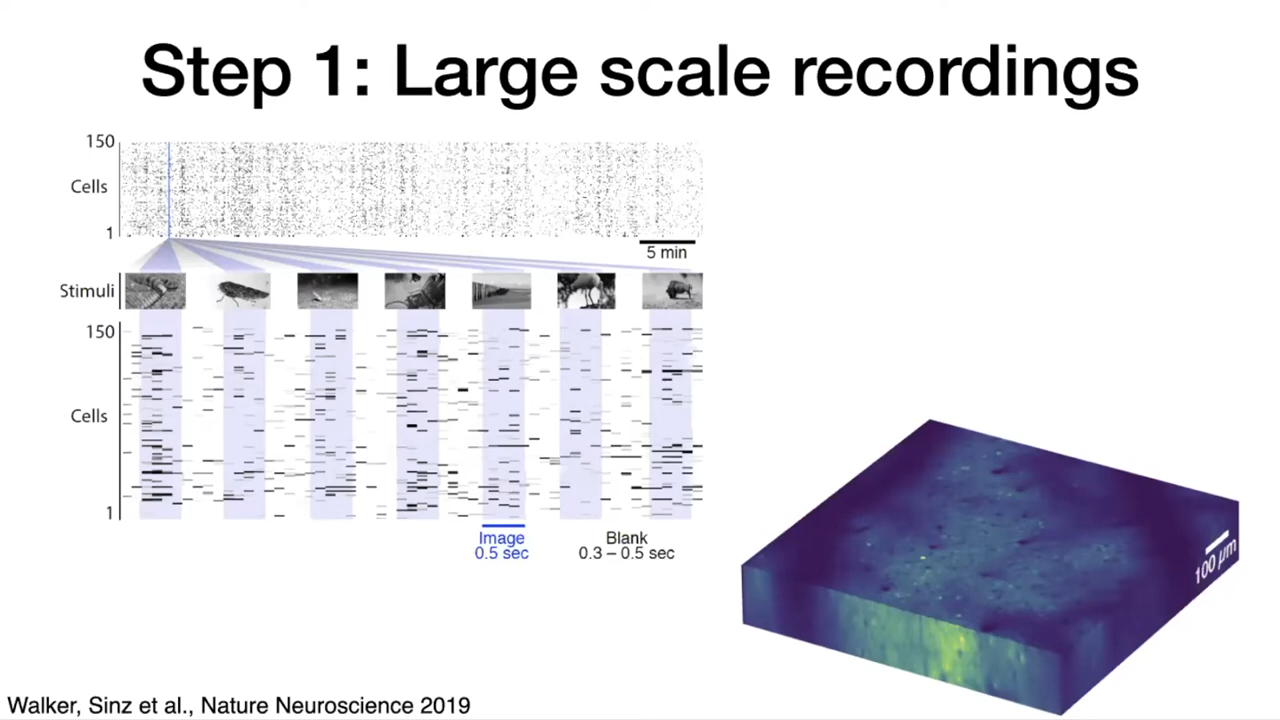 Step 1: Large scale recordings
150
Cells
1
5 min
Stimuli
150
Cells
1
Image
0.5 sec
Blank
0.3 – 0.5 sec
100 µm
Walker, Sinz et al., Nature Neuroscience 2019